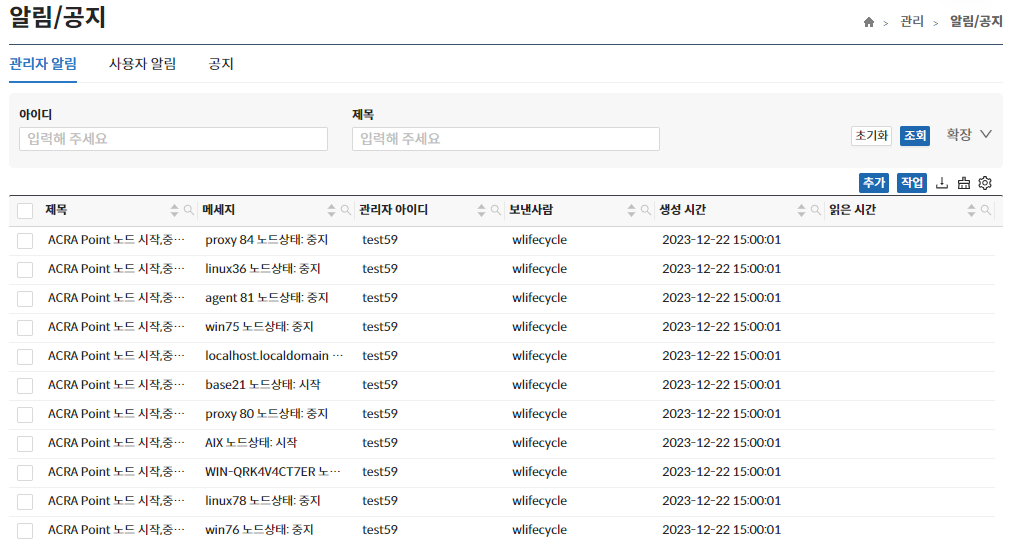 알림/공지
> 관리 > 알림/공지
관리자 알림 사용자 알림 공지
아이디 제목
입력해 주세요 입력해 주세요 초기화 조회 확장
추가 작업
제목 메세지 관리자 아이디 보낸사람 생성 시간 읽은 시간
ACRA Point 노드 시작,중… proxy 84 노드상태: 중지 test59 wlifecycle 2023-12-22 15:00:01
ACRA Point 노드 시작,중… linux36 노드상태: 중지 test59 wlifecycle 2023-12-22 15:00:01
ACRA Point 노드 시작,중… agent 81 노드상태: 중지 test59 wlifecycle 2023-12-22 15:00:01
ACRA Point 노드 시작,중… win75 노드상태: 중지 test59 wlifecycle 2023-12-22 15:00:01
ACRA Point 노드 시작,중… localhost.localdomain … test59 wlifecycle 2023-12-22 15:00:01
ACRA Point 노드 시작,중… base21 노드상태: 시작 test59 wlifecycle 2023-12-22 15:00:01
ACRA Point 노드 시작,중… proxy 80 노드상태: 중지 test59 wlifecycle 2023-12-22 15:00:01
ACRA Point 노드 시작,중… AIX 노드상태: 시작 test59 wlifecycle 2023-12-22 15:00:01
ACRA Point 노드 시작,중… WIN-QRK4V4CT7ER 노… test59 wlifecycle 2023-12-22 15:00:01
ACRA Point 노드 시작,중… linux78 노드상태: 중지 test59 wlifecycle 2023-12-22 15:00:01
ACRA Point 노드 시작,중… win76 노드상태: 중지 test59 wlifecycle 2023-12-22 15:00:01